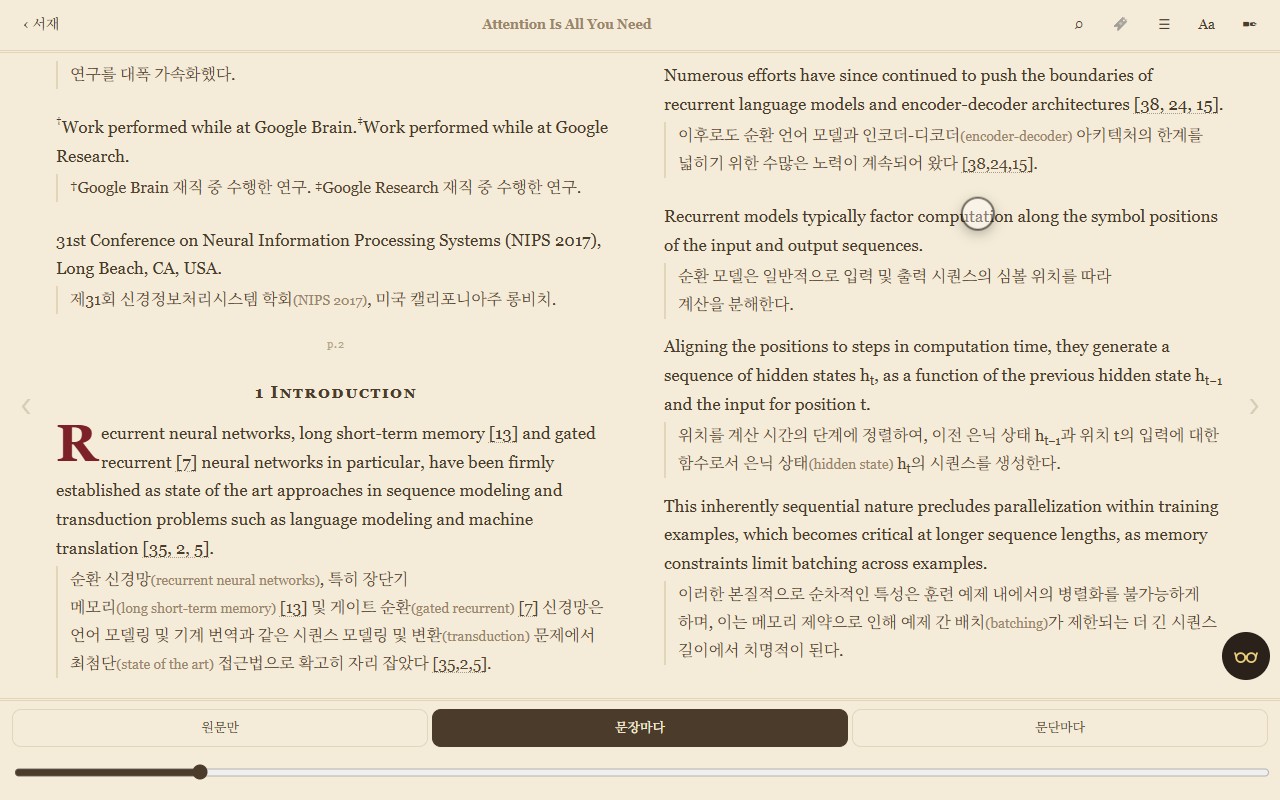 ‹ 서재
Attention Is All You Need
Aa
연구를 대폭 가속화했다.
†Work performed while at Google Brain.‡Work performed while at Google
Research.
†Google Brain 재직 중 수행한 연구. ‡Google Research 재직 중 수행한 연구.
31st Conference on Neural Information Processing Systems (NIPS 2017),
Long Beach, CA, USA.
제31회 신경정보처리시스템 학회(NIPS 2017), 미국 캘리포니아주 롱비치.
p.2
1 Introduction
Recurrent neural networks, long short-term memory [13] and gated
recurrent [7] neural networks in particular, have been firmly
established as state of the art approaches in sequence modeling and
transduction problems such as language modeling and machine
translation [35, 2, 5].
순환 신경망(recurrent neural networks), 특히 장단기
메모리(long short-term memory) [13] 및 게이트 순환(gated recurrent) [7] 신경망은
언어 모델링 및 기계 번역과 같은 시퀀스 모델링 및 변환(transduction) 문제에서
최첨단(state of the art) 접근법으로 확고히 자리 잡았다 [35,2,5].
Numerous efforts have since continued to push the boundaries of
recurrent language models and encoder-decoder architectures [38, 24, 15].
이후로도 순환 언어 모델과 인코더-디코더(encoder-decoder) 아키텍처의 한계를
넓히기 위한 수많은 노력이 계속되어 왔다 [38,24,15].
Recurrent models typically factor computation along the symbol positions
of the input and output sequences.
순환 모델은 일반적으로 입력 및 출력 시퀀스의 심볼 위치를 따라
계산을 분해한다.
Aligning the positions to steps in computation time, they generate a
sequence of hidden states hₜ, as a function of the previous hidden state hₜ₋₁
and the input for position t.
위치를 계산 시간의 단계에 정렬하여, 이전 은닉 상태 hₜ₋₁과 위치 t의 입력에 대한
함수로서 은닉 상태(hidden state) hₜ의 시퀀스를 생성한다.
This inherently sequential nature precludes parallelization within training
examples, which becomes critical at longer sequence lengths, as memory
constraints limit batching across examples.
이러한 본질적으로 순차적인 특성은 훈련 예제 내에서의 병렬화를 불가능하게
하며, 이는 메모리 제약으로 인해 예제 간 배치(batching)가 제한되는 더 긴 시퀀스
길이에서 치명적이 된다.
원문만
문장마다
문단마다